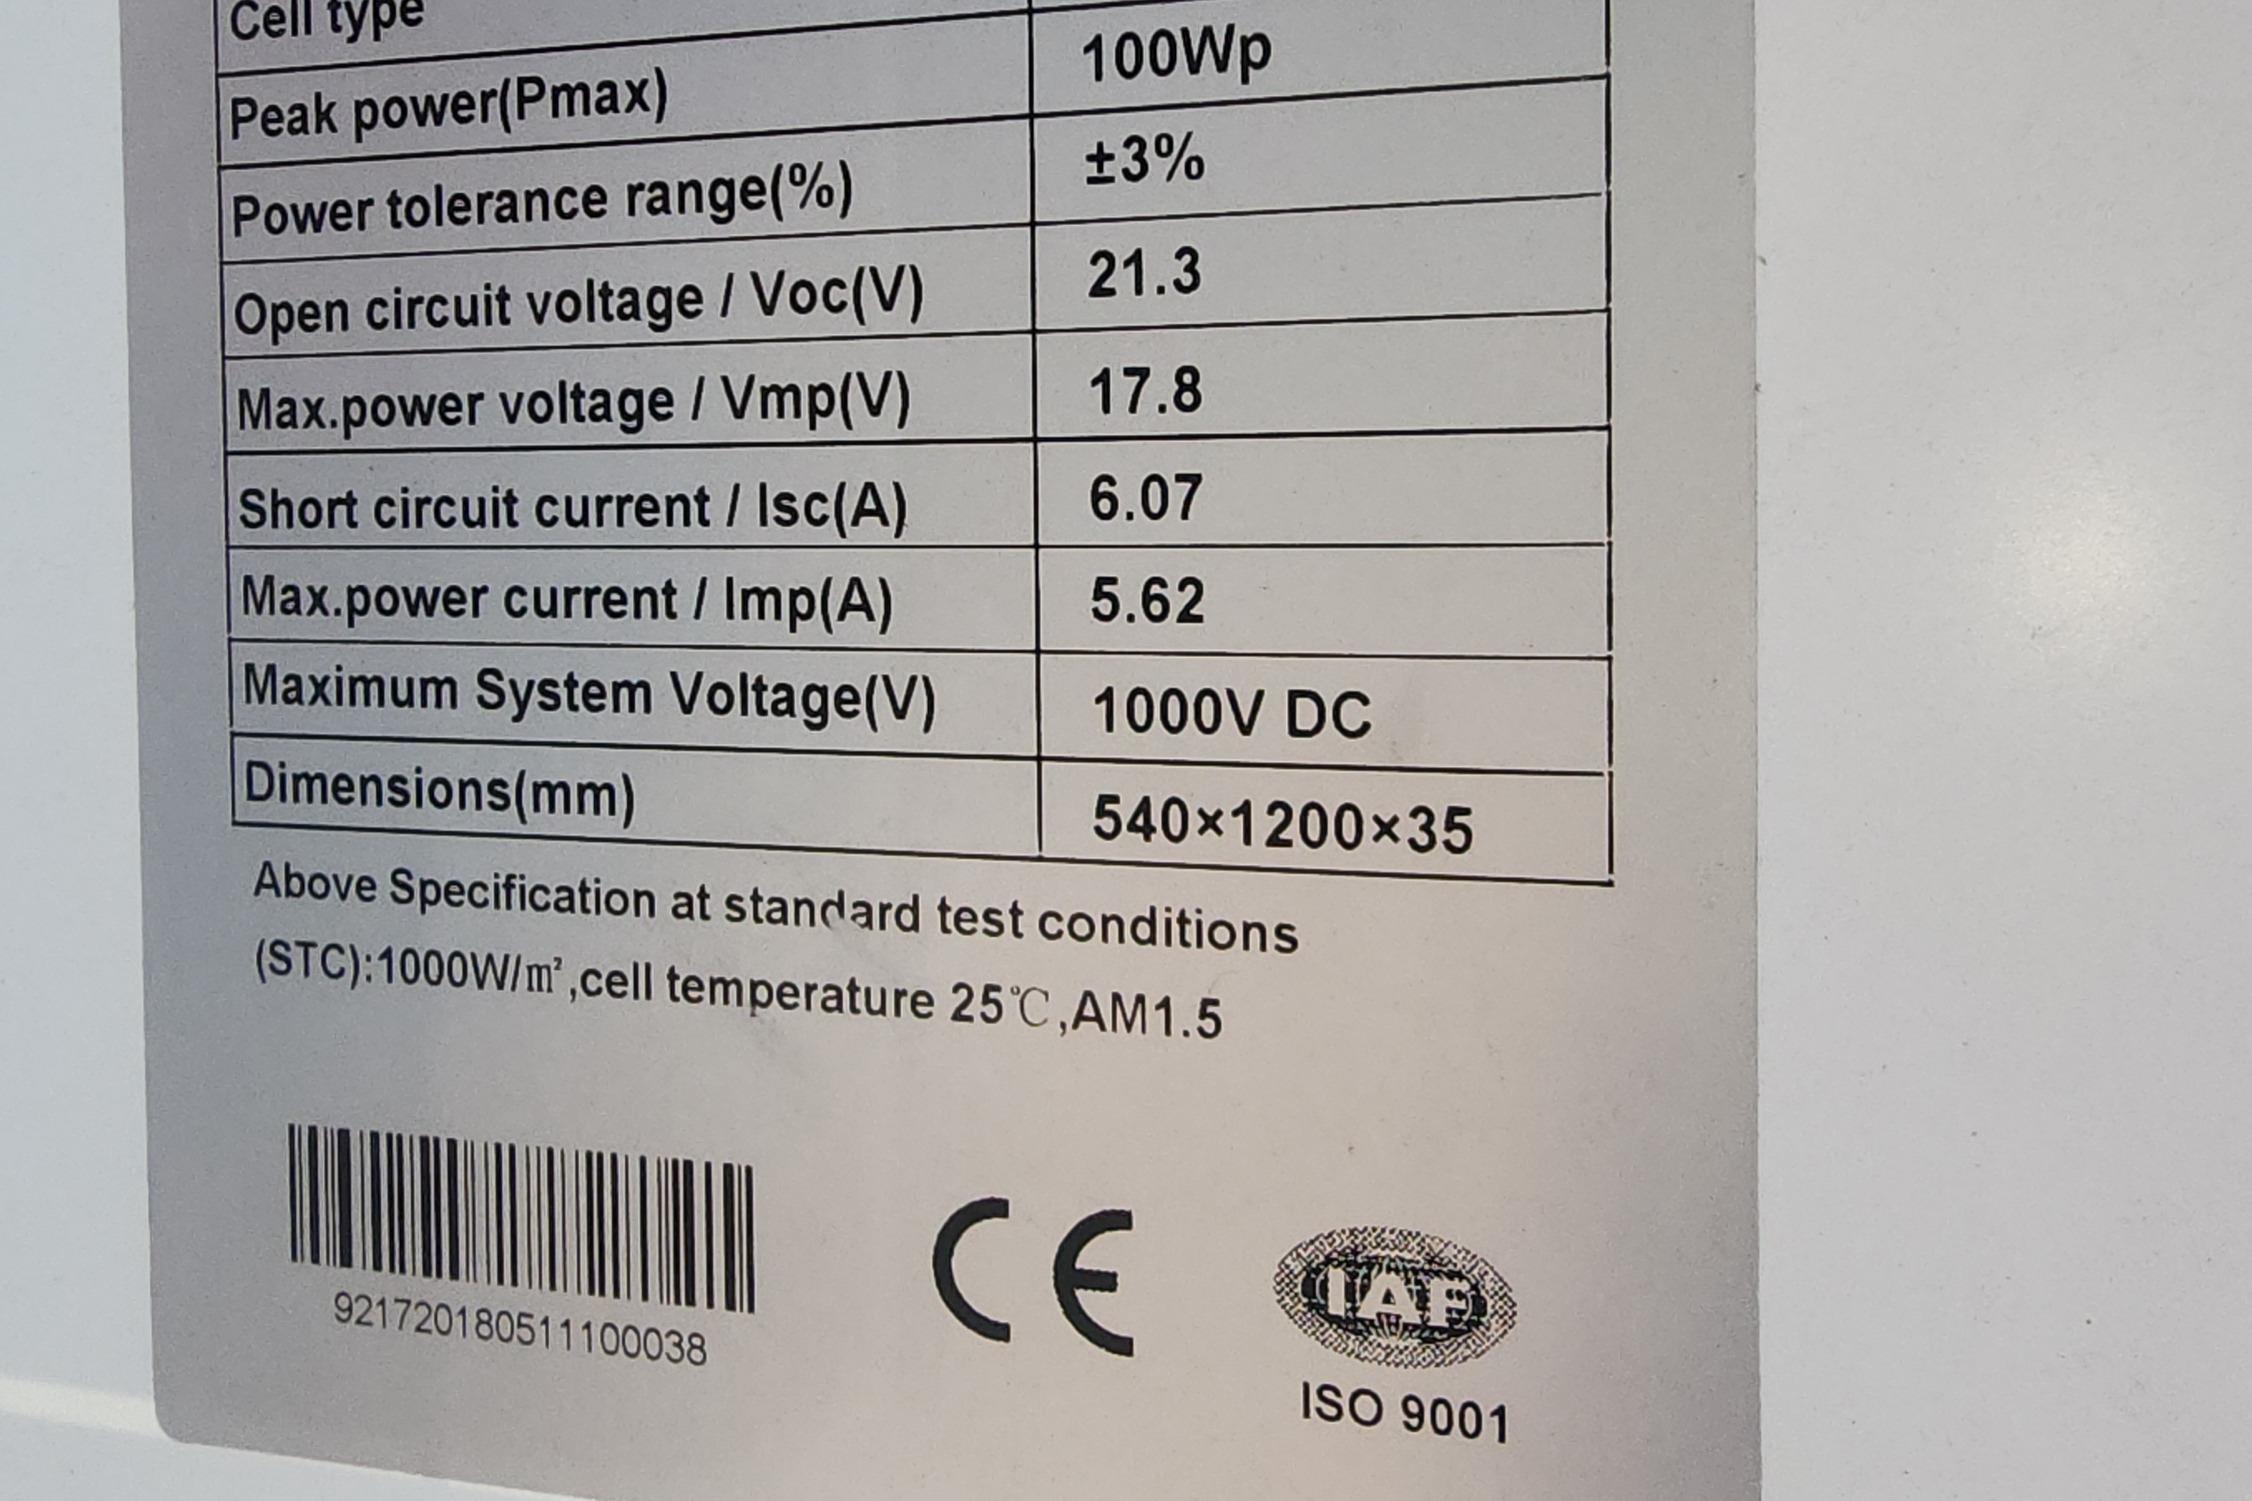 Cell type
Peak power(Pmax) 100Wp
Power tolerance range(%) ±3%
Open circuit voltage / Voc(V) 21.3
Max.power voltage / Vmp(V) 17.8
Short circuit current / Isc(A) 6.07
Max.power current / Imp(A) 5.62
Maximum System Voltage(V) 1000V DC
Dimensions(mm) 540×1200×35
Above Specification at standard test conditions
(STC):1000W/m²,cell temperature 25℃,AM1.5
921720180511100038
CE
IAF
ISO 9001